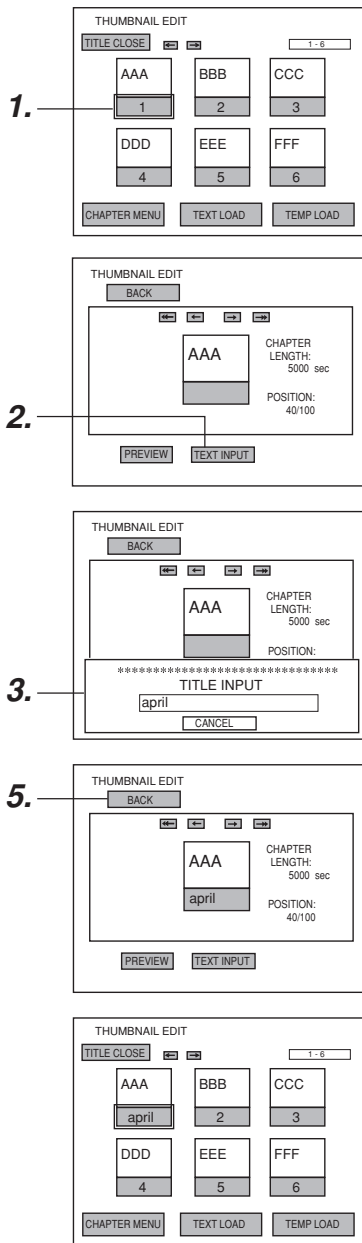 THUMBNAIL EDIT
TITLE CLOSE
1 - 6
AAA BBB CCC
1.
1 2 3
DDD EEE FFF
4 5 6
CHAPTER MENU TEXT LOAD TEMP LOAD
THUMBNAIL EDIT
BACK
AAA
CHAPTER
LENGTH:
5000 sec
POSITION:
40/100
2.
PREVIEW TEXT INPUT
THUMBNAIL EDIT
BACK
AAA
CHAPTER
LENGTH:
5000 sec
POSITION:
*******************************
TITLE INPUT
3.
april
CANCEL
THUMBNAIL EDIT
5.
BACK
AAA
april
CHAPTER
LENGTH:
5000 sec
POSITION:
40/100
PREVIEW TEXT INPUT
THUMBNAIL EDIT
TITLE CLOSE
1 - 6
AAA BBB CCC
april 2 3
DDD EEE FFF
4 5 6
CHAPTER MENU TEXT LOAD TEMP LOAD